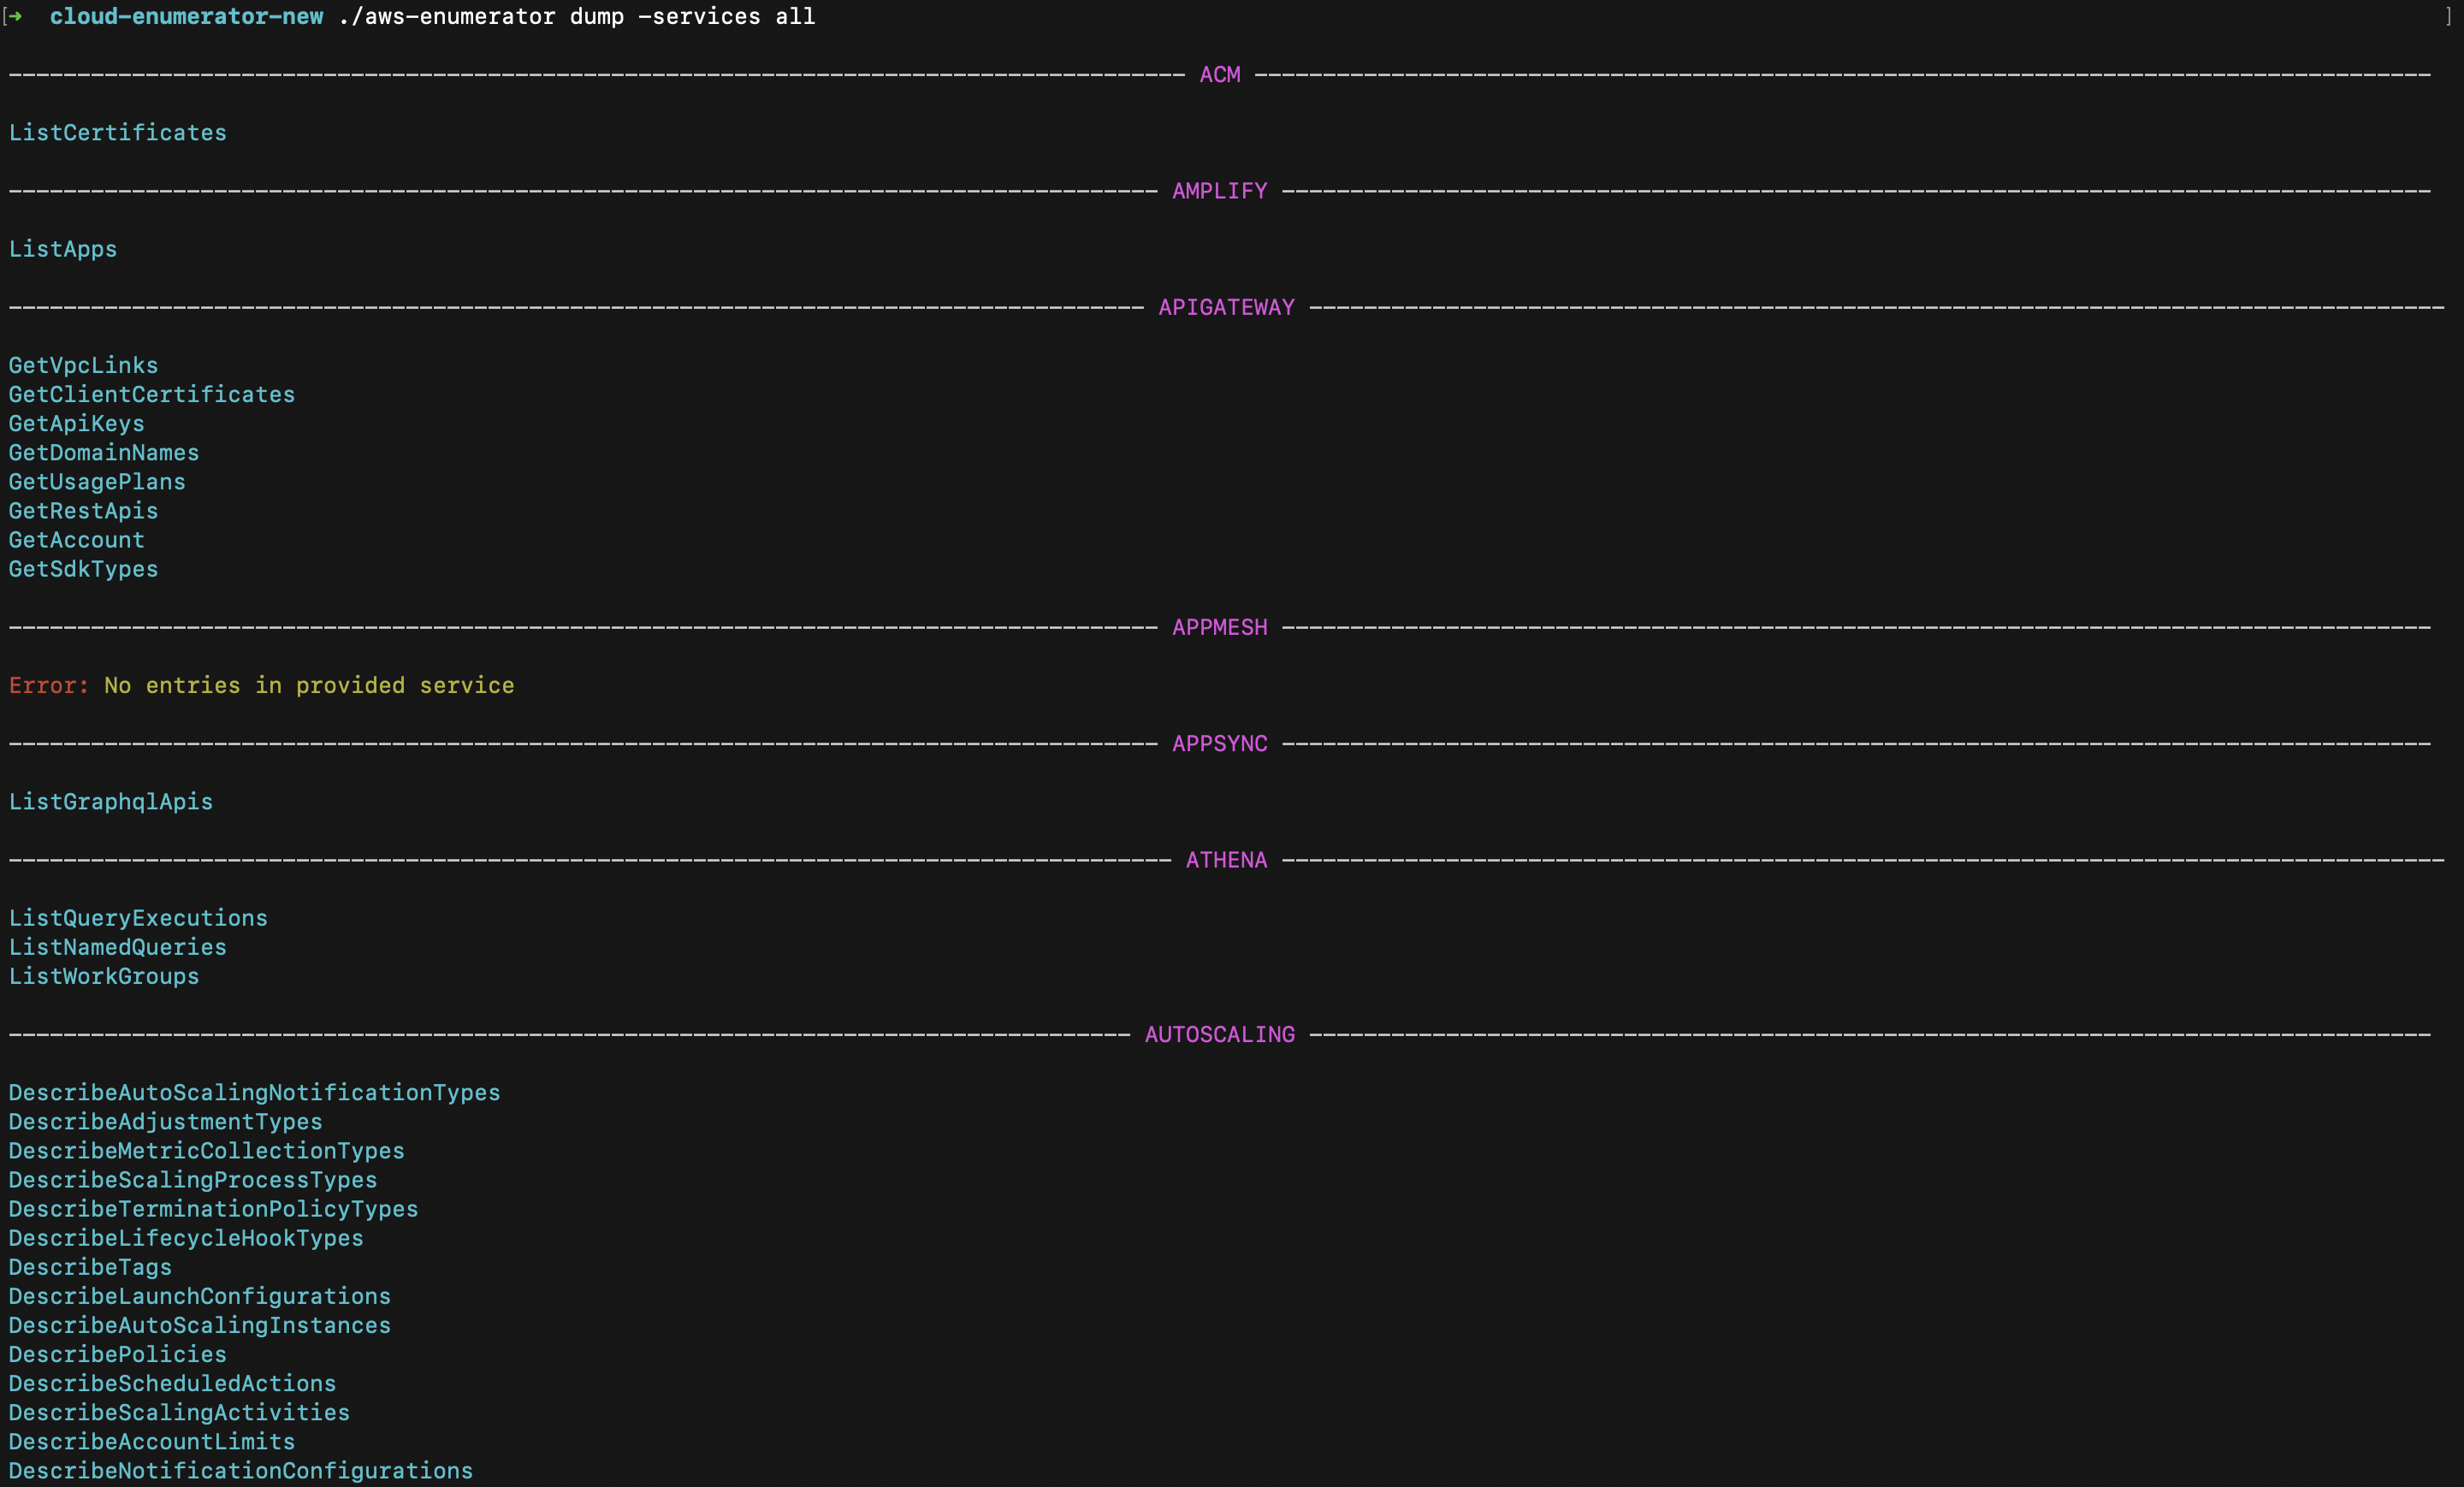 [➜  cloud-enumerator-new ./aws-enumerator dump -services all ]
ACM
ListCertificates
AMPLIFY
ListApps
APIGATEWAY
GetVpcLinks
GetClientCertificates
GetApiKeys
GetDomainNames
GetUsagePlans
GetRestApis
GetAccount
GetSdkTypes
APPMESH
Error: No entries in provided service
APPSYNC
ListGraphqlApis
ATHENA
ListQueryExecutions
ListNamedQueries
ListWorkGroups
AUTOSCALING
DescribeAutoScalingNotificationTypes
DescribeAdjustmentTypes
DescribeMetricCollectionTypes
DescribeScalingProcessTypes
DescribeTerminationPolicyTypes
DescribeLifecycleHookTypes
DescribeTags
DescribeLaunchConfigurations
DescribeAutoScalingInstances
DescribePolicies
DescribeScheduledActions
DescribeScalingActivities
DescribeAccountLimits
DescribeNotificationConfigurations